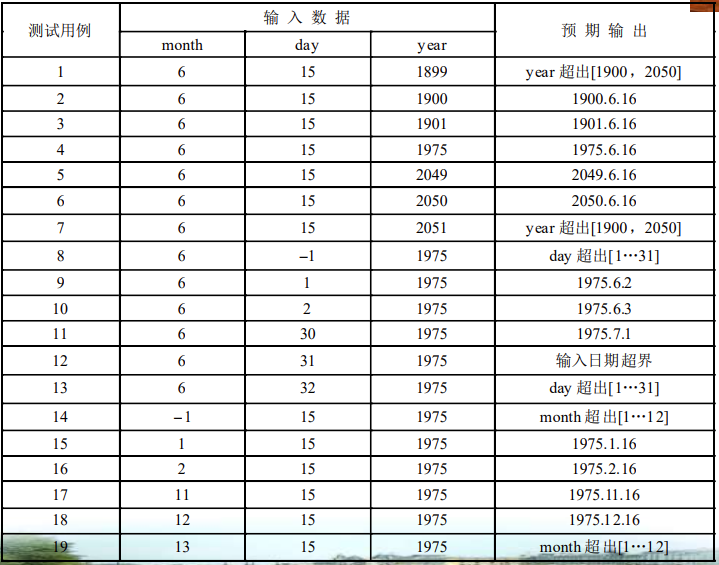 测试用例 输 入 数 据 预 期 输 出
month day year
1 6 15 1899 year 超出[1900，2050]
2 6 15 1900 1900.6.16
3 6 15 1901 1901.6.16
4 6 15 1975 1975.6.16
5 6 15 2049 2049.6.16
6 6 15 2050 2050.6.16
7 6 15 2051 year 超出[1900，2050]
8 6 −1 1975 day 超出[1…31]
9 6 1 1975 1975.6.2
10 6 2 1975 1975.6.3
11 6 30 1975 1975.7.1
12 6 31 1975 输入日期超界
13 6 32 1975 day 超出[1…31]
14 −1 15 1975 month 超出[1…12]
15 1 15 1975 1975.1.16
16 2 15 1975 1975.2.16
17 11 15 1975 1975.11.16
18 12 15 1975 1975.12.16
19 13 15 1975 month 超出[1…12]